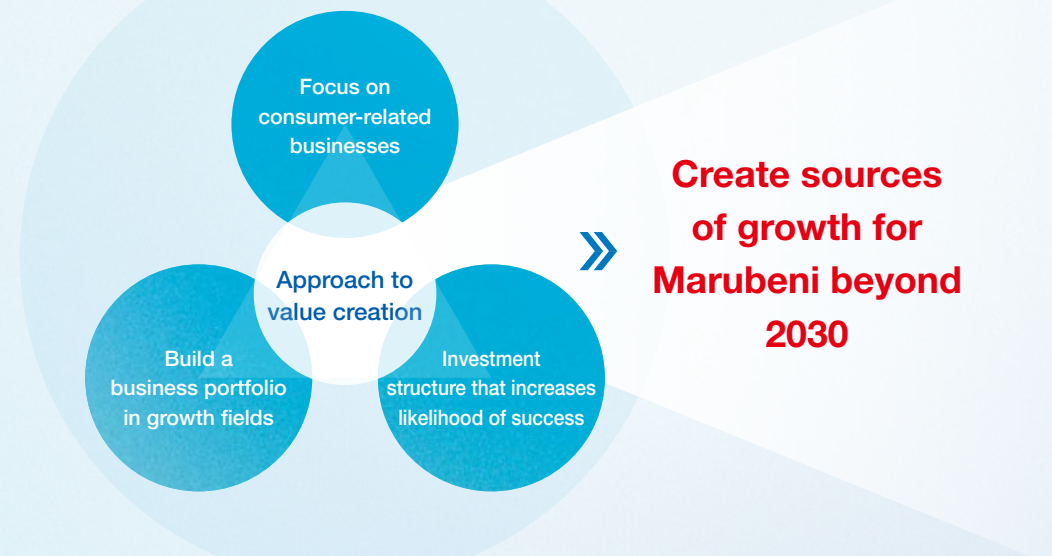 Focus on
consumer-related
businesses
Approach to
value creation
Build a
business portfolio
in growth fields
Investment
structure that increases
likelihood of success
Create sources
of growth for
Marubeni beyond
2030